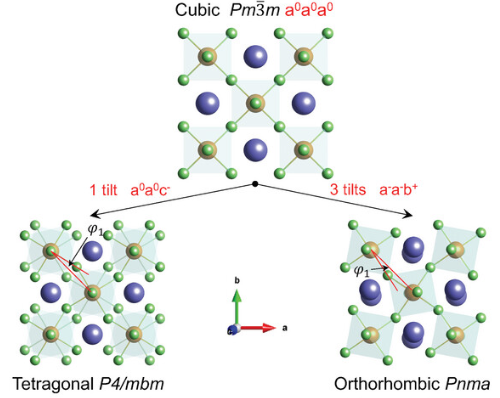 Cubic Pm3̅m a⁰a⁰a⁰
1 tilt a⁰a⁰c⁻
3 tilts a⁻a⁻b⁺
φ₁
φ₁
b
a
Tetragonal P4/mbm
Orthorhombic Pnma